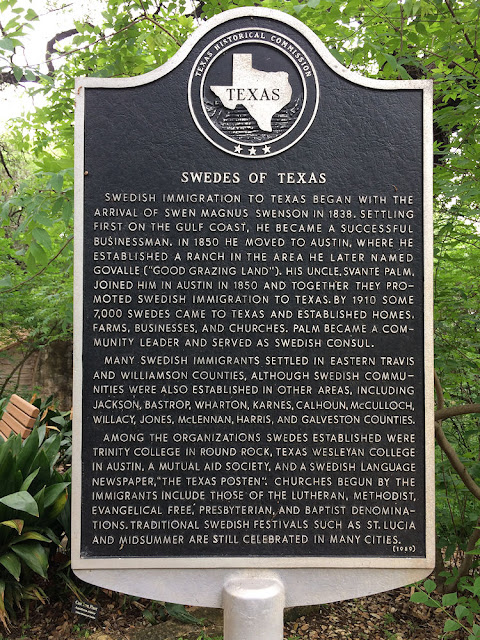 TEXAS HISTORICAL COMMISSION
TEXAS
SWEDES OF TEXAS
SWEDISH IMMIGRATION TO TEXAS BEGAN WITH THE
ARRIVAL OF SWEN MAGNUS SWENSON IN 1838. SETTLING
FIRST ON THE GULF COAST, HE BECAME A SUCCESSFUL
BUSINESSMAN. IN 1850 HE MOVED TO AUSTIN, WHERE HE
ESTABLISHED A RANCH IN THE AREA HE LATER NAMED
GOVALLE ("GOOD GRAZING LAND"). HIS UNCLE, SVANTE PALM,
JOINED HIM IN AUSTIN IN 1850 AND TOGETHER THEY PRO-
MOTED SWEDISH IMMIGRATION TO TEXAS. BY 1910 SOME
7,000 SWEDES CAME TO TEXAS AND ESTABLISHED HOMES,
FARMS, BUSINESSES, AND CHURCHES. PALM BECAME A COM-
MUNITY LEADER AND SERVED AS SWEDISH CONSUL.
MANY SWEDISH IMMIGRANTS SETTLED IN EASTERN TRAVIS
AND WILLIAMSON COUNTIES, ALTHOUGH SWEDISH COMMU-
NITIES WERE ALSO ESTABLISHED IN OTHER AREAS, INCLUDING
JACKSON, BASTROP, WHARTON, KARNES, CALHOUN, McCULLOCH,
WILLACY, JONES, McLENNAN, HARRIS, AND GALVESTON COUNTIES.
AMONG THE ORGANIZATIONS SWEDES ESTABLISHED WERE
TRINITY COLLEGE IN ROUND ROCK, TEXAS WESLEYAN COLLEGE
IN AUSTIN, A MUTUAL AID SOCIETY, AND A SWEDISH LANGUAGE
NEWSPAPER, "THE TEXAS POSTEN". CHURCHES BEGUN BY THE
IMMIGRANTS INCLUDE THOSE OF THE LUTHERAN, METHODIST,
EVANGELICAL FREE, PRESBYTERIAN, AND BAPTIST DENOMINA-
TIONS. TRADITIONAL SWEDISH FESTIVALS SUCH AS ST. LUCIA
AND MIDSUMMER ARE STILL CELEBRATED IN MANY CITIES.
(1989)